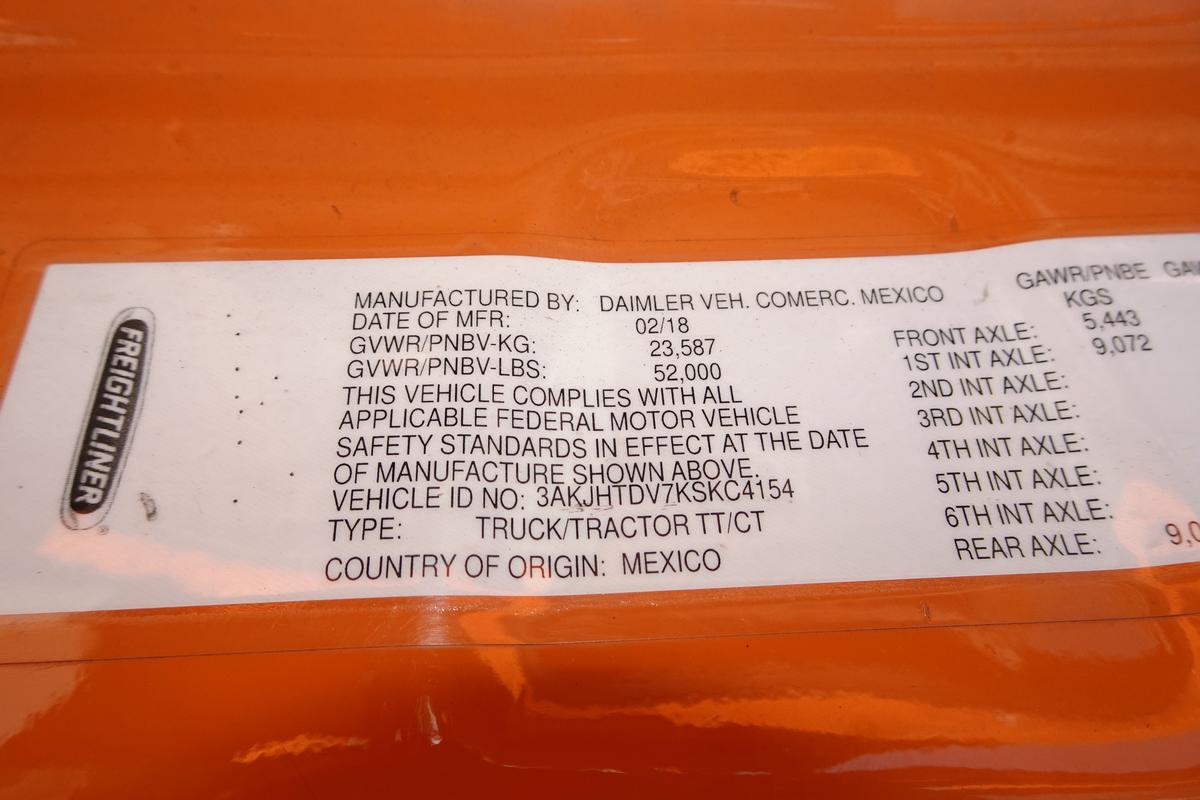 FREIGHTLINER
MANUFACTURED BY: DAIMLER VEH. COMERC. MEXICO
DATE OF MFR: 02/18
GVWR/PNBV-KG: 23,587
GVWR/PNBV-LBS: 52,000
THIS VEHICLE COMPLIES WITH ALL
APPLICABLE FEDERAL MOTOR VEHICLE
SAFETY STANDARDS IN EFFECT AT THE DATE
OF MANUFACTURE SHOWN ABOVE.
VEHICLE ID NO: 3AKJHTDV7KSKC4154
TYPE: TRUCK/TRACTOR TT/CT
COUNTRY OF ORIGIN: MEXICO
GAWR/PNBE
KGS
FRONT AXLE: 5,443
1ST INT AXLE: 9,072
2ND INT AXLE:
3RD INT AXLE:
4TH INT AXLE:
5TH INT AXLE:
6TH INT AXLE:
REAR AXLE: